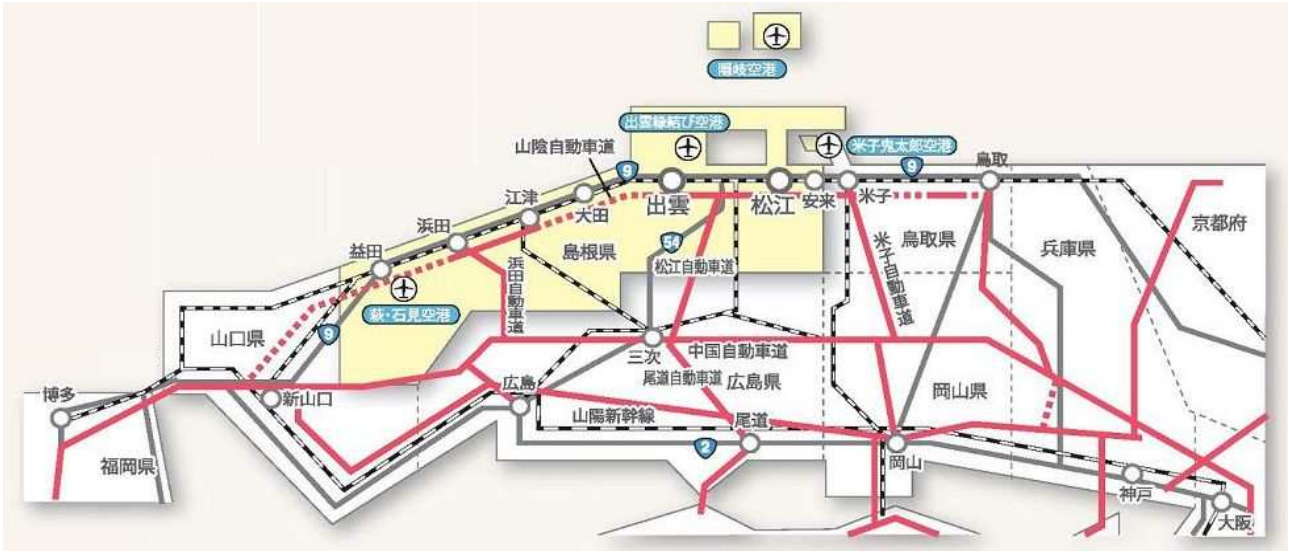 隠岐空港
出雲縁結び空港
米子鬼太郎空港
山陰自動車道
9
9
鳥取
江津
大田
出雲
松江
安来
米子
京都府
浜田
島根県
54
松江自動車道
鳥取県
兵庫県
益田
浜田自動車道
米子自動車道
萩・石見空港
9
山口県
三次
中国自動車道
尾道自動車道
広島県
岡山県
博多
新山口
広島
山陽新幹線
尾道
2
岡山
福岡県
神戸
大阪